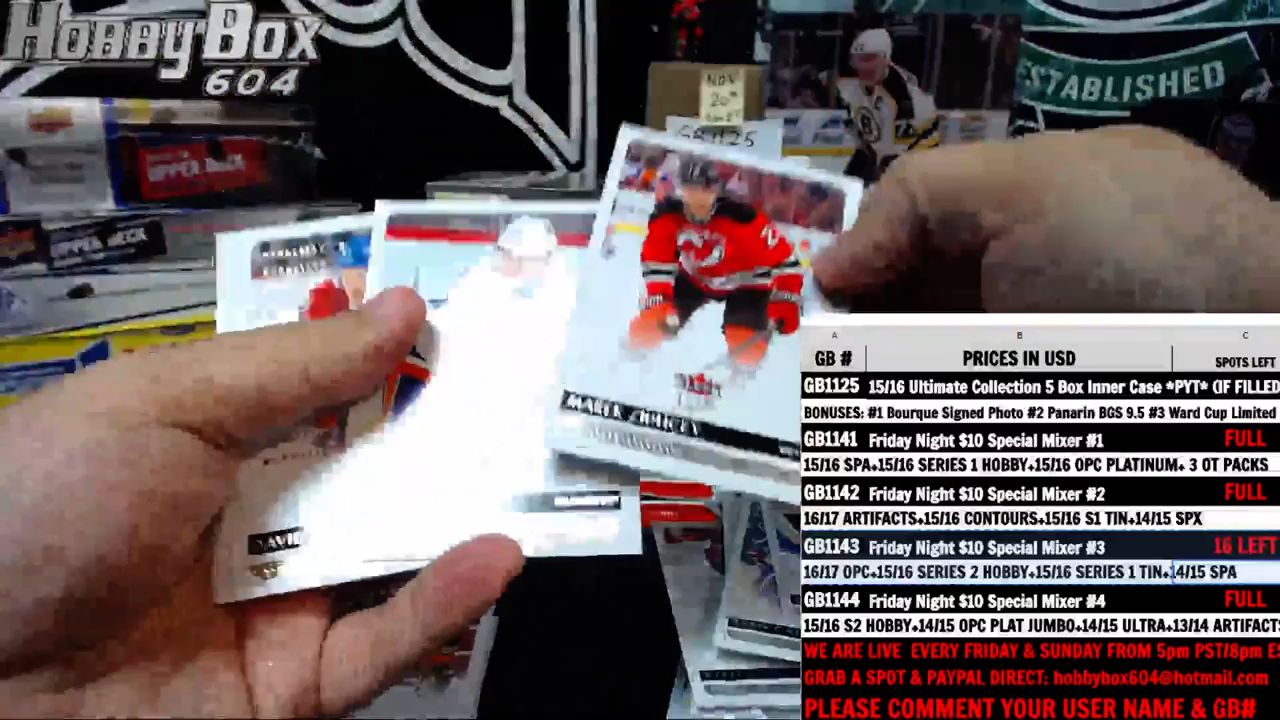 HOBBYBOX
604
ESTABLISHED
NOV
20th
GB1125
UPPER DECK
UPPER DECK
A
B
C
GB #
PRICES IN USD
SPOTS LEFT
GB1125 15/16 Ultimate Collection 5 Box Inner Case *PYT* (IF FILLED
BONUSES: #1 Bourque Signed Photo #2 Panarin BGS 9.5 #3 Ward Cup Limited
GB1141 Friday Night $10 Special Mixer #1 FULL
15/16 SPA+15/16 SERIES 1 HOBBY+15/16 OPC PLATINUM+ 3 OT PACKS
GB1142 Friday Night $10 Special Mixer #2 FULL
16/17 ARTIFACTS+15/16 CONTOURS+15/16 S1 TIN+14/15 SPX
GB1143 Friday Night $10 Special Mixer #3 16 LEFT
16/17 OPC+15/16 SERIES 2 HOBBY+15/16 SERIES 1 TIN+14/15 SPA
GB1144 Friday Night $10 Special Mixer #4 FULL
15/16 S2 HOBBY+14/15 OPC PLAT JUMBO+14/15 ULTRA+13/14 ARTIFACTS
WE ARE LIVE EVERY FRIDAY & SUNDAY FROM 5pm PST/8pm ES
GRAB A SPOT & PAYPAL DIRECT: hobbybox604@hotmail.com
PLEASE COMMENT YOUR USER NAME & GB#